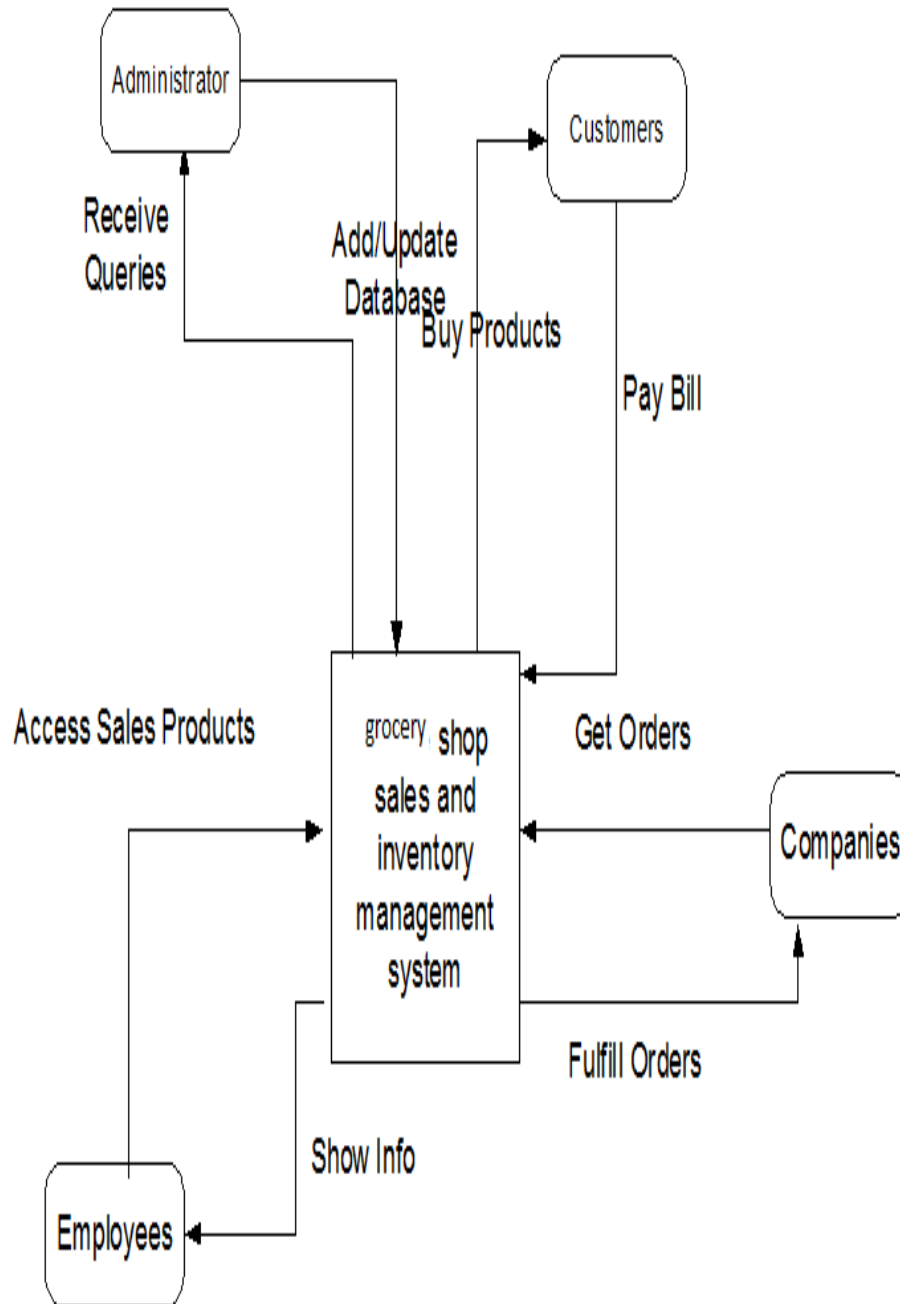 Administrator
Customers
Receive
Queries
Add/Update
Database
Buy Products
Pay Bill
Access Sales Products
grocery shop
sales and
inventory
management
system
Get Orders
Companies
Fulfill Orders
Show Info
Employees